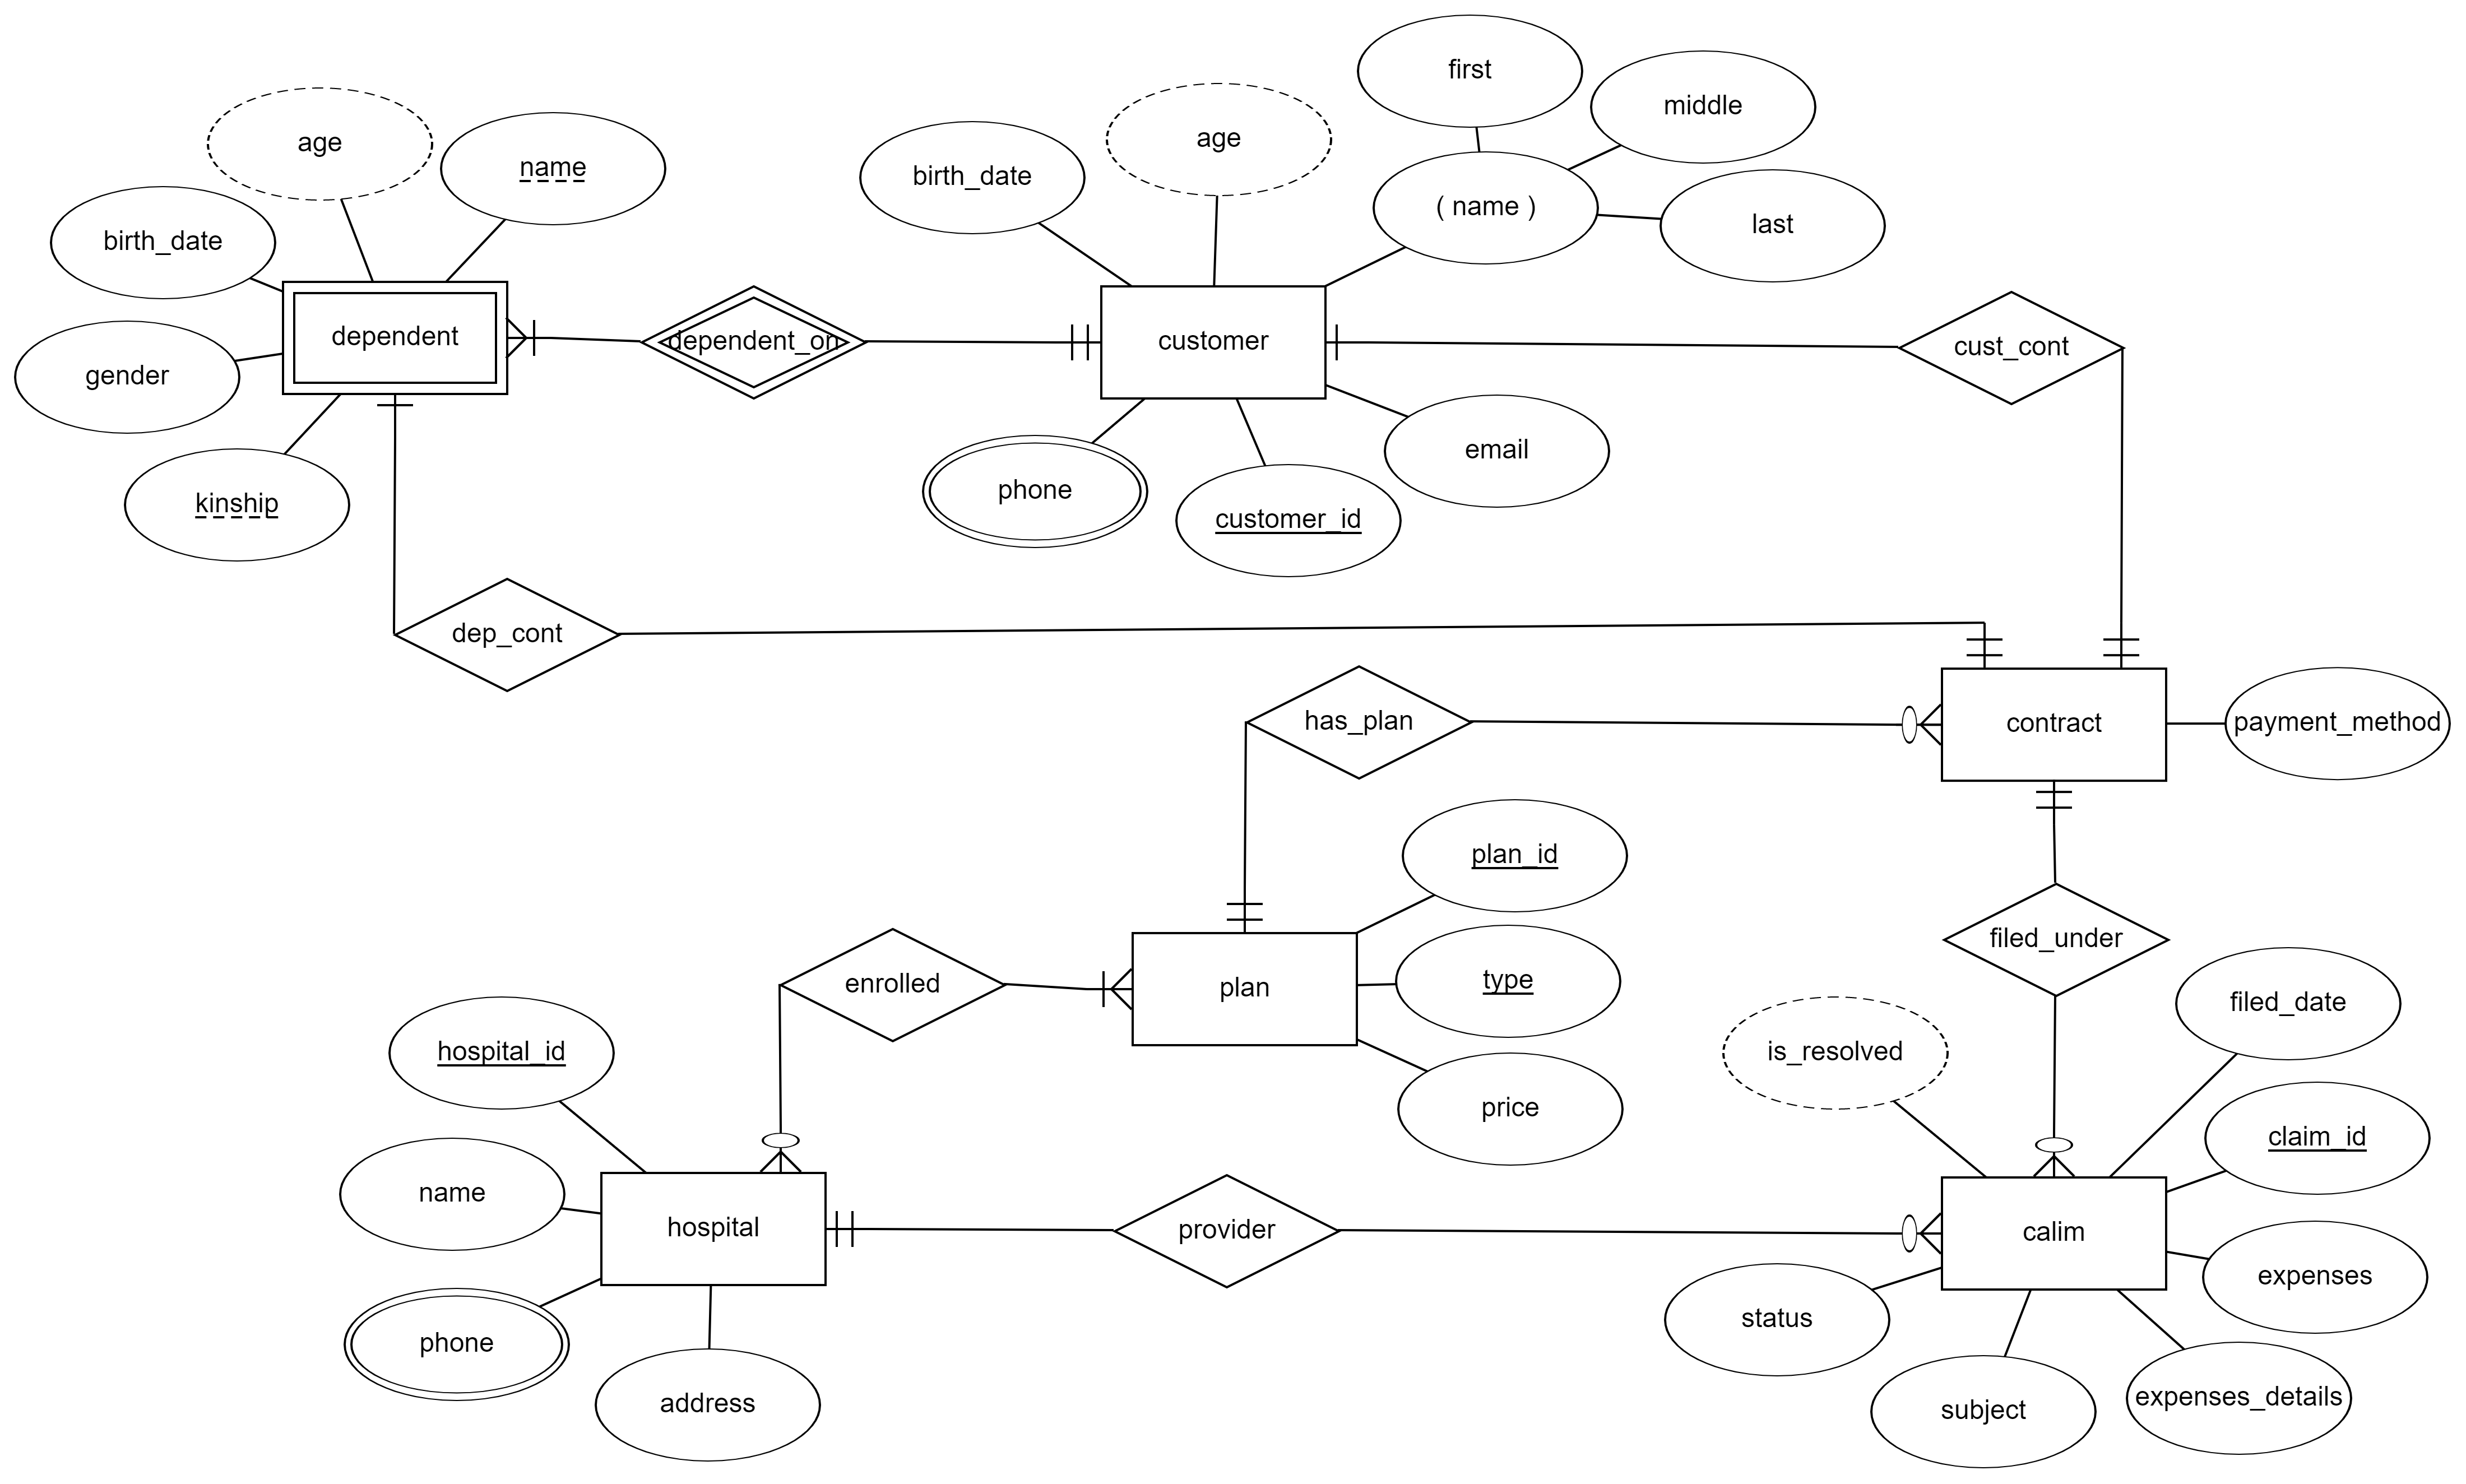 first
middle
age
age
name
birth_date
( name )
last
birth_date
dependent
dependent_on
customer
cust_cont
gender
email
phone
customer_id
kinship
dep_cont
has_plan
contract
payment_method
plan_id
filed_under
type
enrolled
plan
filed_date
hospital_id
is_resolved
price
claim_id
name
hospital
provider
calim
expenses
status
phone
address
subject
expenses_details